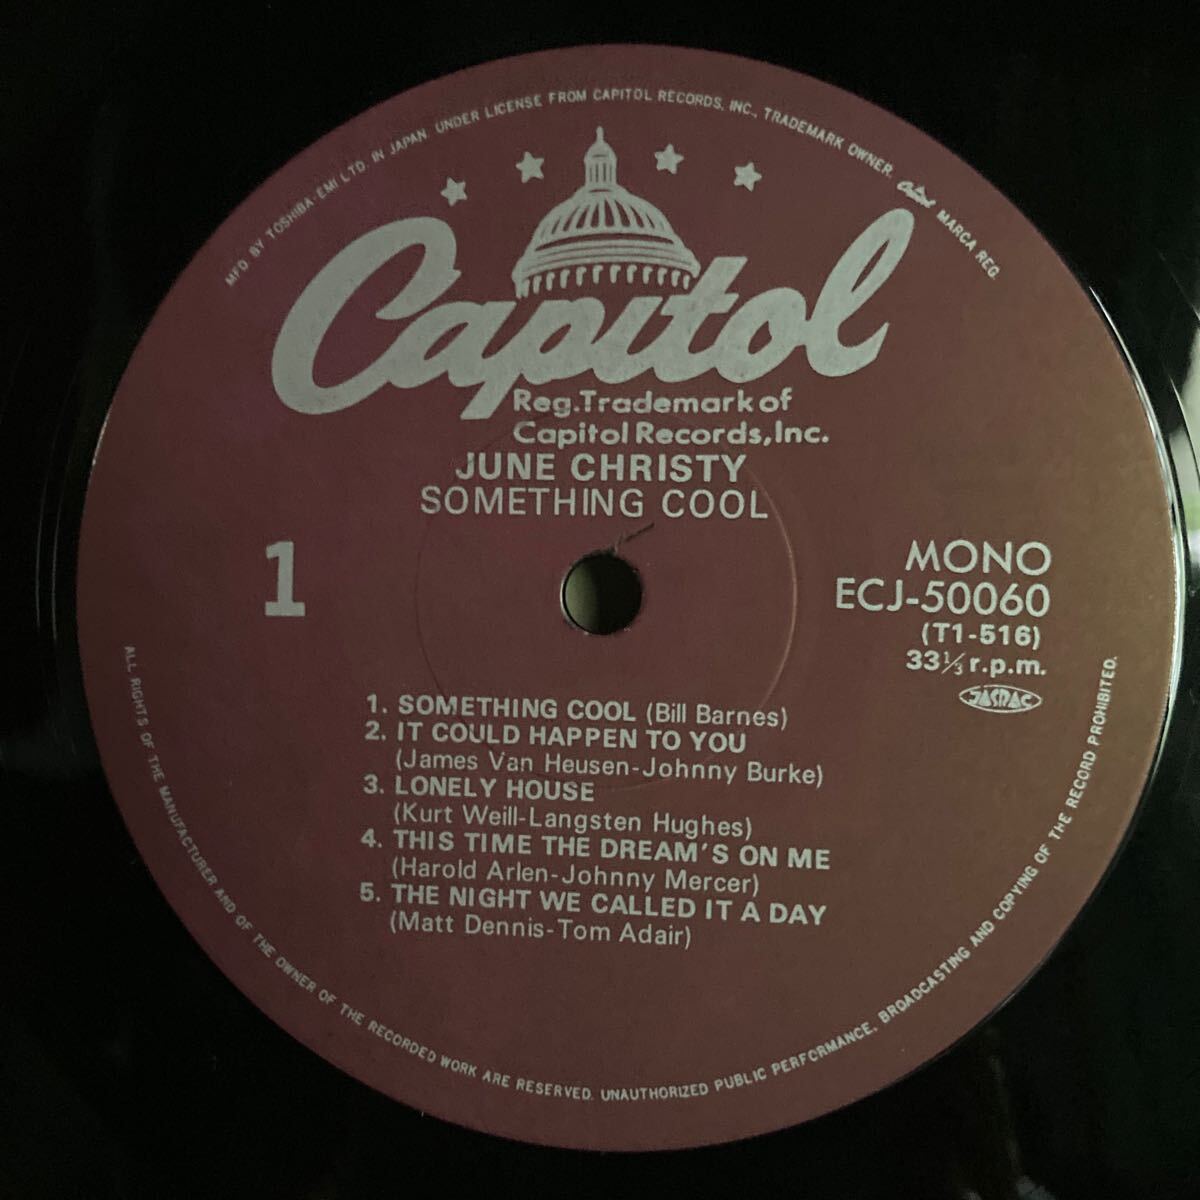 MFD. BY TOSHIBA-EMI LTD. IN JAPAN. UNDER LICENSE FROM CAPITOL RECORDS, INC., TRADEMARK OWNER. Capitol MARCA REG.
Capitol
Reg.Trademark of
Capitol Records,Inc.
JUNE CHRISTY
SOMETHING COOL
1
MONO
ECJ-50060
(T1-516)
33⅓ r.p.m.
JASRAC
1. SOMETHING COOL (Bill Barnes)
2. IT COULD HAPPEN TO YOU
(James Van Heusen-Johnny Burke)
3. LONELY HOUSE
(Kurt Weill-Langsten Hughes)
4. THIS TIME THE DREAM'S ON ME
(Harold Arlen-Johnny Mercer)
5. THE NIGHT WE CALLED IT A DAY
(Matt Dennis-Tom Adair)
ALL RIGHTS OF THE MANUFACTURER AND OF THE OWNER OF THE RECORDED WORK ARE RESERVED. UNAUTHORIZED PUBLIC PERFORMANCE, BROADCASTING AND COPYING OF THE RECORD PROHIBITED.